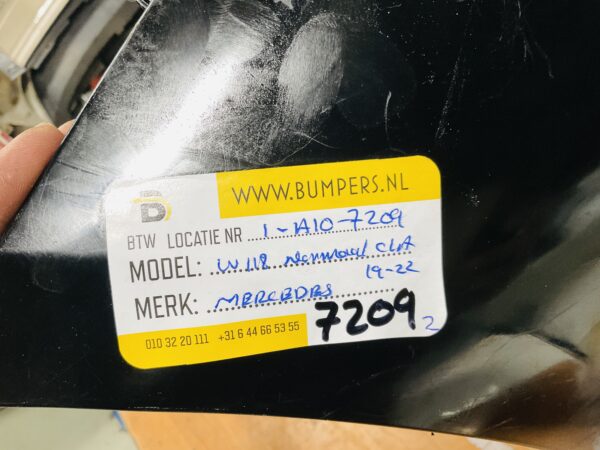 B
WWW.BUMPERS.NL
BTW LOCATIE NR 1-1A10-7209
MODEL: W118 Normaal CLA
19-22
MERK: MERCEDES
7209 2
010 32 20 111 +31 6 44 66 53 55